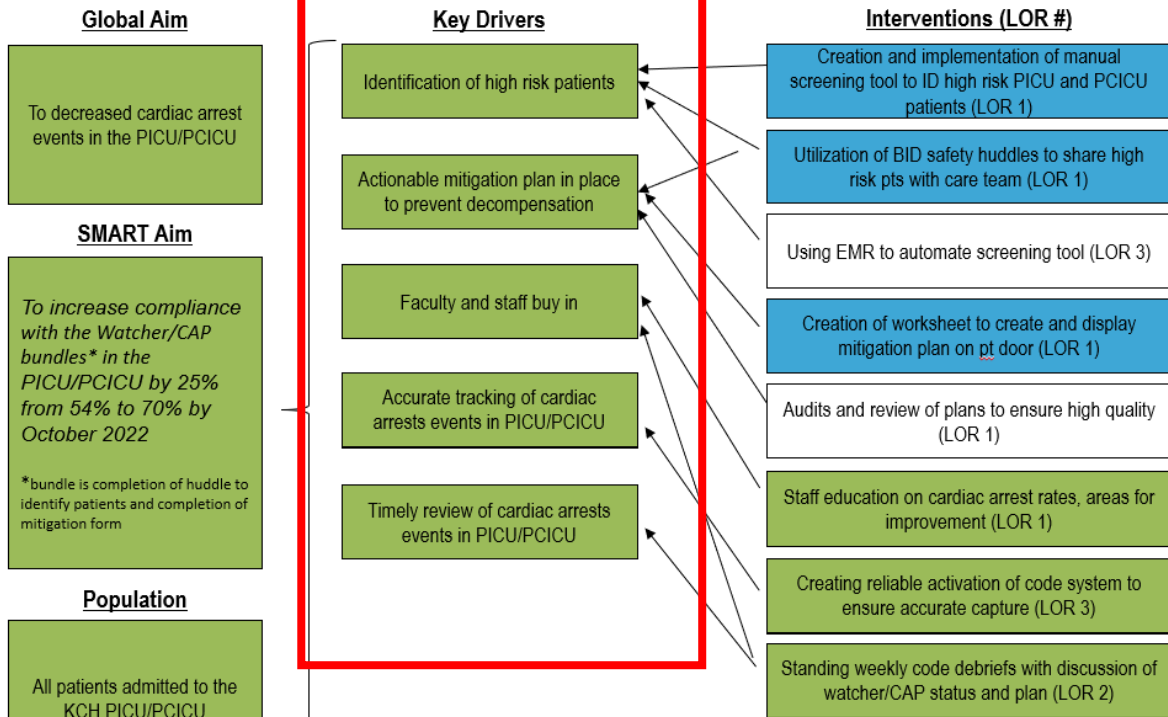 Global Aim
To decreased cardiac arrest
events in the PICU/PCICU
SMART Aim
To increase compliance
with the Watcher/CAP
bundles* in the
PICU/PCICU by 25%
from 54% to 70% by
October 2022
*bundle is completion of huddle to
identify patients and completion of
mitigation form
Population
All patients admitted to the
KCH PICU/PCICU
Key Drivers
Identification of high risk patients
Actionable mitigation plan in place
to prevent decompensation
Faculty and staff buy in
Accurate tracking of cardiac
arrests events in PICU/PCICU
Timely review of cardiac arrests
events in PICU/PCICU
Interventions (LOR #)
Creation and implementation of manual
screening tool to ID high risk PICU and PCICU
patients (LOR 1)
Utilization of BID safety huddles to share high
risk pts with care team (LOR 1)
Using EMR to automate screening tool (LOR 3)
Creation of worksheet to create and display
mitigation plan on pt door (LOR 1)
Audits and review of plans to ensure high quality
(LOR 1)
Staff education on cardiac arrest rates, areas for
improvement (LOR 1)
Creating reliable activation of code system to
ensure accurate capture (LOR 3)
Standing weekly code debriefs with discussion of
watcher/CAP status and plan (LOR 2)